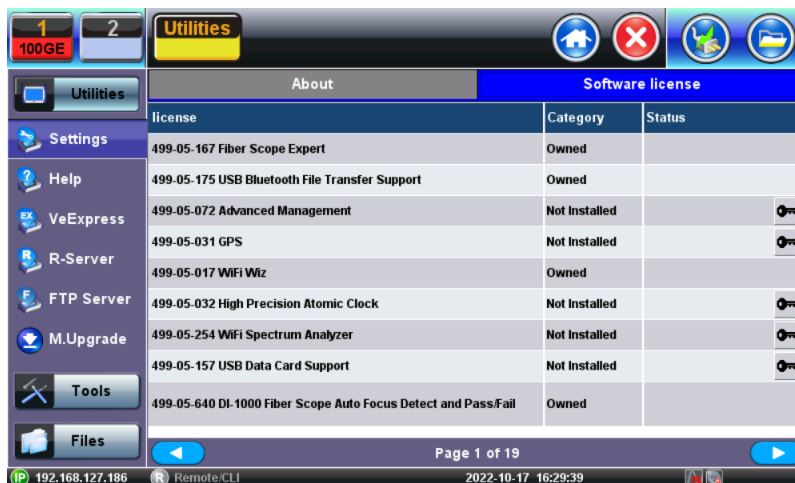 1 2 Utilities
100GE
Utilities
About Software license
license Category Status
Settings
499-05-167 Fiber Scope Expert Owned
Help
499-05-175 USB Bluetooth File Transfer Support Owned
EX VeExpress
499-05-072 Advanced Management Not Installed
499-05-031 GPS Not Installed
R R-Server
499-05-017 WiFi Wiz Owned
F FTP Server
499-05-032 High Precision Atomic Clock Not Installed
M.Upgrade
499-05-254 WiFi Spectrum Analyzer Not Installed
499-05-157 USB Data Card Support Not Installed
Tools
499-05-640 DI-1000 Fiber Scope Auto Focus Detect and Pass/Fail Owned
Files
Page 1 of 19
IP 192.168.127.186 R Remote/CLI 2022-10-17 16:29:39